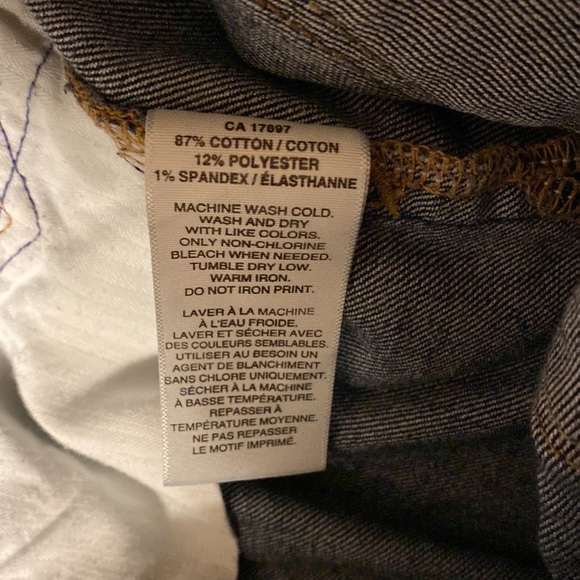 CA 17897
87% COTTON / COTON
12% POLYESTER
1% SPANDEX / ÉLASTHANNE
MACHINE WASH COLD.
WASH AND DRY
WITH LIKE COLORS.
ONLY NON-CHLORINE
BLEACH WHEN NEEDED.
TUMBLE DRY LOW.
WARM IRON.
DO NOT IRON PRINT.
LAVER À LA MACHINE
À L'EAU FROIDE.
LAVER ET SÉCHER AVEC
DES COULEURS SEMBLABLES.
UTILISER AU BESOIN UN
AGENT DE BLANCHIMENT
SANS CHLORE UNIQUEMENT.
SÉCHER À LA MACHINE
À BASSE TEMPÉRATURE.
REPASSER À
TEMPÉRATURE MOYENNE.
NE PAS REPASSER
LE MOTIF IMPRIMÉ.